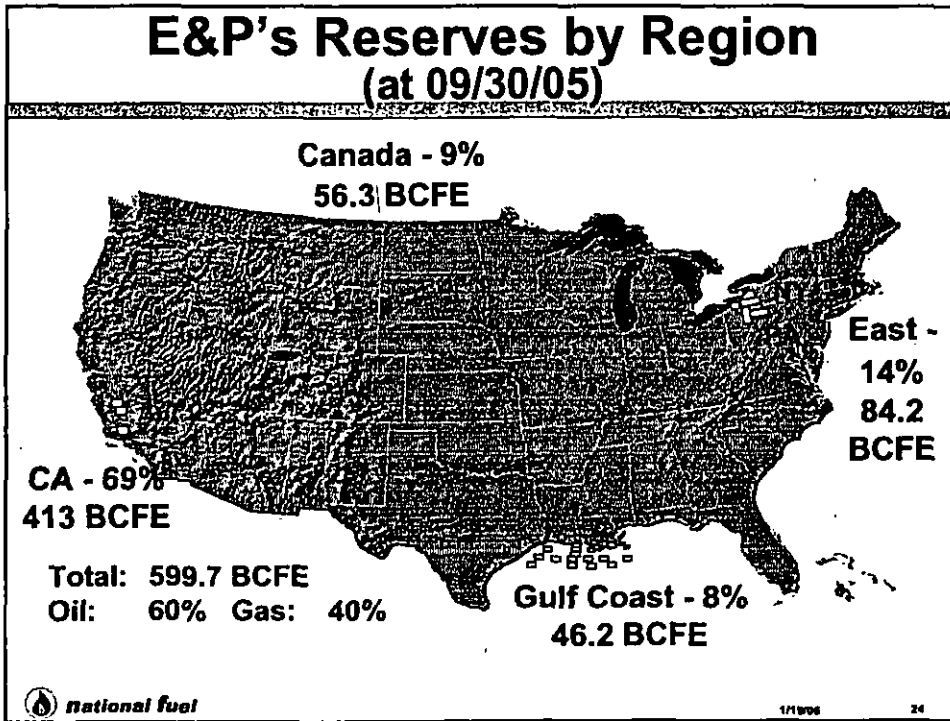 E&P's Reserves by Region
(at 09/30/05)
Canada - 9%
56.3 BCFE
East -
14%
84.2
BCFE
CA - 69%
413 BCFE
Total: 599.7 BCFE
Oil: 60% Gas: 40%
Gulf Coast - 8%
46.2 BCFE
national fuel
24